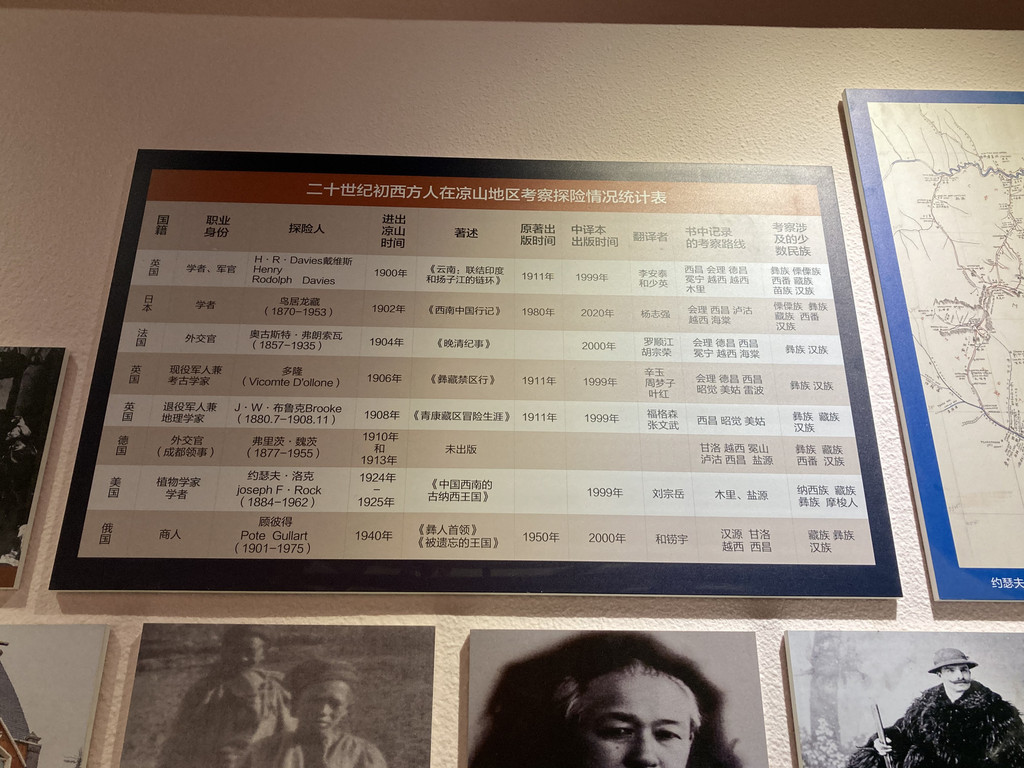 二十世纪初西方人在凉山地区考察探险情况统计表
国籍 职业身份 探险人 进出凉山时间 著述 原著出版时间 中译本出版时间 翻译者 书中记录的考察路线 考察涉及的少数民族
英国 学者、军官 H·R·Davies戴维斯 Henry Rodolph Davies 1900年 《云南：联结印度和扬子江的链环》 1911年 1999年 李安泰 和少英 西昌 会理 德昌 冕宁 越西 越西 木里 彝族 傈僳族 西番 藏族 苗族 汉族
日本 学者 鸟居龙藏（1870-1953） 1902年 《西南中国行记》 1980年 2020年 杨志强 会理 西昌 泸沽 越西 海棠 傈僳族 彝族 藏族 西番 汉族
法国 外交官 奥古斯特·弗朗索瓦（1857-1935） 1904年 《晚清纪事》 2000年 罗顺江 胡宗荣 会理 德昌 西昌 冕宁 越西 海棠 彝族 汉族
英国 现役军人兼考古学家 多隆（Vicomte D'ollone） 1906年 《彝藏禁区行》 1911年 1999年 辛玉 周梦子 叶红 会理 德昌 西昌 昭觉 美姑 雷波 彝族 汉族
英国 退役军人兼地理学家 J·W·布鲁克Brooke（1880.7-1908.11） 1908年 《青康藏区冒险生涯》 1911年 1999年 福格森 张文武 西昌 昭觉 美姑 彝族 藏族 汉族
德国 外交官（成都领事） 弗里茨·魏茨（1877-1955） 1910年和1913年 未出版 甘洛 越西 冕山 泸沽 西昌 盐源 彝族 藏族 西番 汉族
美国 植物学家 学者 约瑟夫·洛克 joseph F·Rock（1884-1962） 1924年-1925年 《中国西南的古纳西王国》 1999年 刘宗岳 木里、盐源 纳西族 藏族 彝族 摩梭人
俄国 商人 顾彼得 Pote Gullart（1901-1975） 1940年 《彝人首领》《被遗忘的王国》 1950年 2000年 和铹宇 汉源 甘洛 越西 西昌 藏族 彝族 汉族
约瑟夫